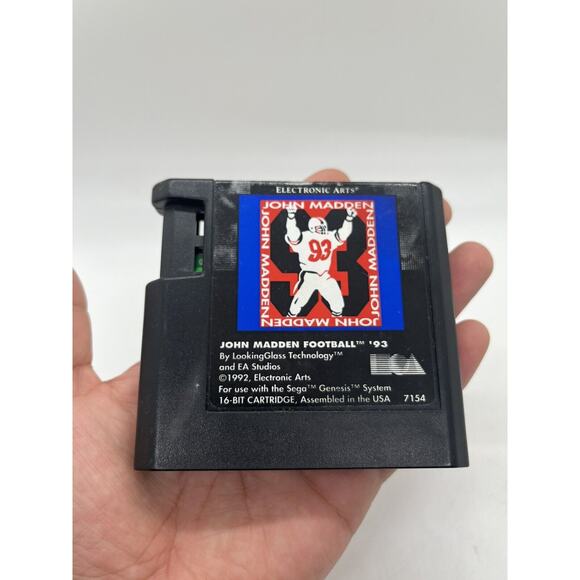 ELECTRONIC ARTS®
JOHN MADDEN
JOHN MADDEN
93
JOHN MADDEN
JOHN MADDEN
JOHN MADDEN FOOTBALL™ '93
By LookingGlass Technology™
and EA Studios
©1992, Electronic Arts
For use with the Sega™ Genesis™ System
16-BIT CARTRIDGE, Assembled in the USA 7154
EA